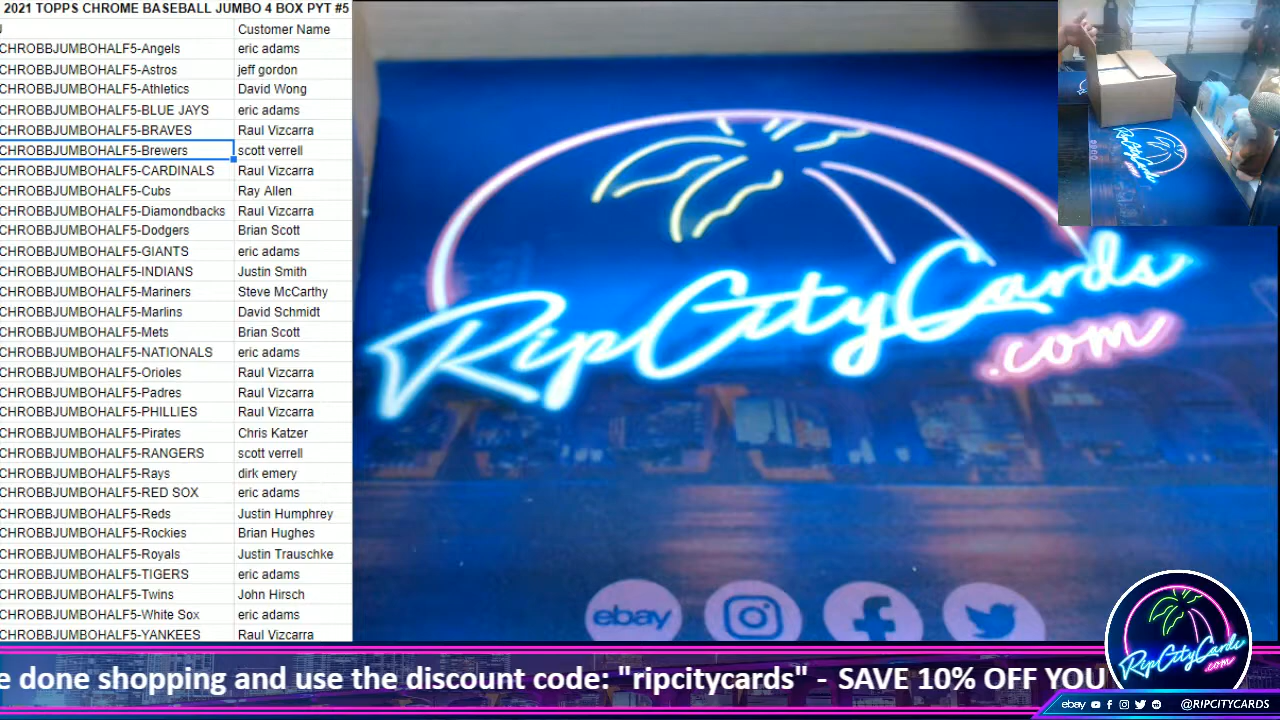 2021 TOPPS CHROME BASEBALL JUMBO 4 BOX PYT #5
Customer Name
CHROBBJUMBOHALF5-Angels eric adams
CHROBBJUMBOHALF5-Astros jeff gordon
CHROBBJUMBOHALF5-Athletics David Wong
CHROBBJUMBOHALF5-BLUE JAYS eric adams
CHROBBJUMBOHALF5-BRAVES Raul Vizcarra
CHROBBJUMBOHALF5-Brewers scott verrell
CHROBBJUMBOHALF5-CARDINALS Raul Vizcarra
CHROBBJUMBOHALF5-Cubs Ray Allen
CHROBBJUMBOHALF5-Diamondbacks Raul Vizcarra
CHROBBJUMBOHALF5-Dodgers Brian Scott
CHROBBJUMBOHALF5-GIANTS eric adams
CHROBBJUMBOHALF5-INDIANS Justin Smith
CHROBBJUMBOHALF5-Mariners Steve McCarthy
CHROBBJUMBOHALF5-Marlins David Schmidt
CHROBBJUMBOHALF5-Mets Brian Scott
CHROBBJUMBOHALF5-NATIONALS eric adams
CHROBBJUMBOHALF5-Orioles Raul Vizcarra
CHROBBJUMBOHALF5-Padres Raul Vizcarra
CHROBBJUMBOHALF5-PHILLIES Raul Vizcarra
CHROBBJUMBOHALF5-Pirates Chris Katzer
CHROBBJUMBOHALF5-RANGERS scott verrell
CHROBBJUMBOHALF5-Rays dirk emery
CHROBBJUMBOHALF5-RED SOX eric adams
CHROBBJUMBOHALF5-Reds Justin Humphrey
CHROBBJUMBOHALF5-Rockies Brian Hughes
CHROBBJUMBOHALF5-Royals Justin Trauschke
CHROBBJUMBOHALF5-TIGERS eric adams
CHROBBJUMBOHALF5-Twins John Hirsch
CHROBBJUMBOHALF5-White Sox eric adams
CHROBBJUMBOHALF5-YANKEES Raul Vizcarra
RipCityCards
.com
RipCityCards
ebay
e done shopping and use the discount code: "ripcitycards" - SAVE 10% OFF YOU
RipCityCards
.com
ebay @RIPCITYCARDS